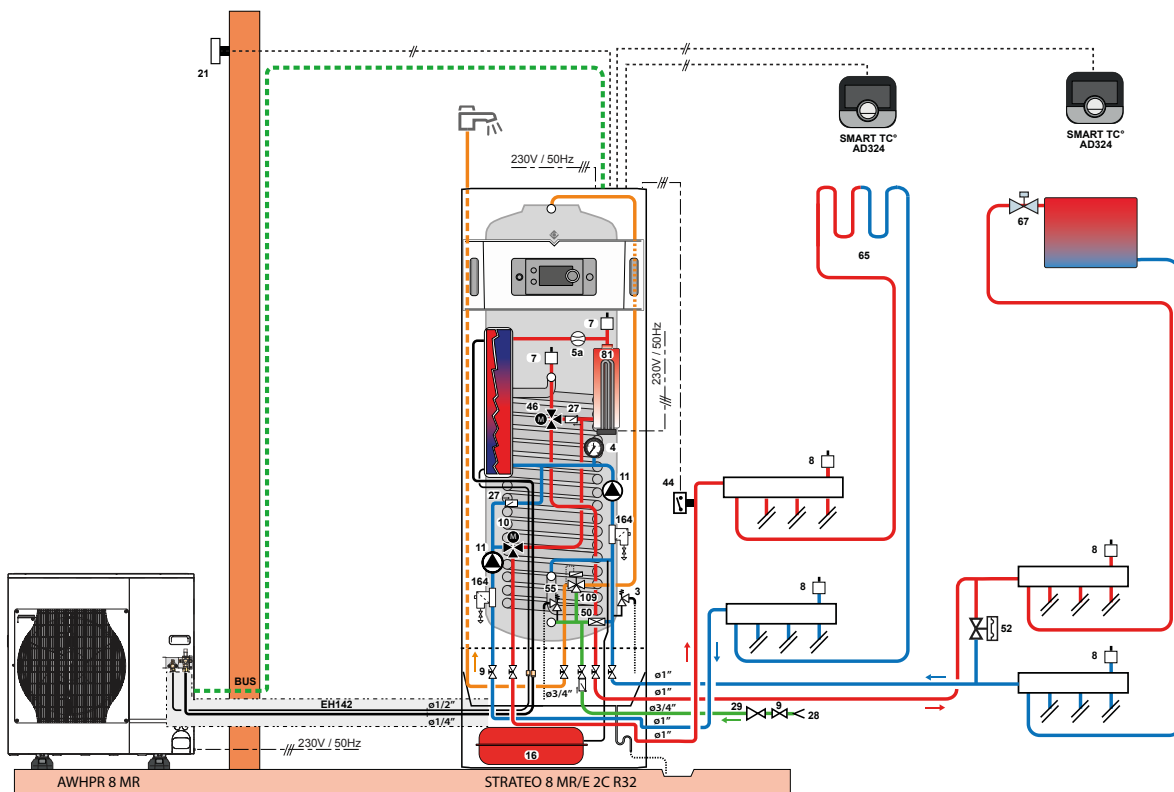 21
SMART TC°
AD324
SMART TC°
AD324
230V / 50Hz
67
65
7
7
5a
81
230V / 50Hz
46
M
27
4
8
11
44
27
164
10
M
11
8
164
55
109
3
8
50
52
9
8
BUS
ø1"
EH142
ø1/2"
ø3/4"
ø1"
ø3/4"
29
9
28
ø1/4"
ø1"
ø1"
230V / 50Hz
16
AWHPR 8 MR
STRATEO 8 MR/E 2C R32